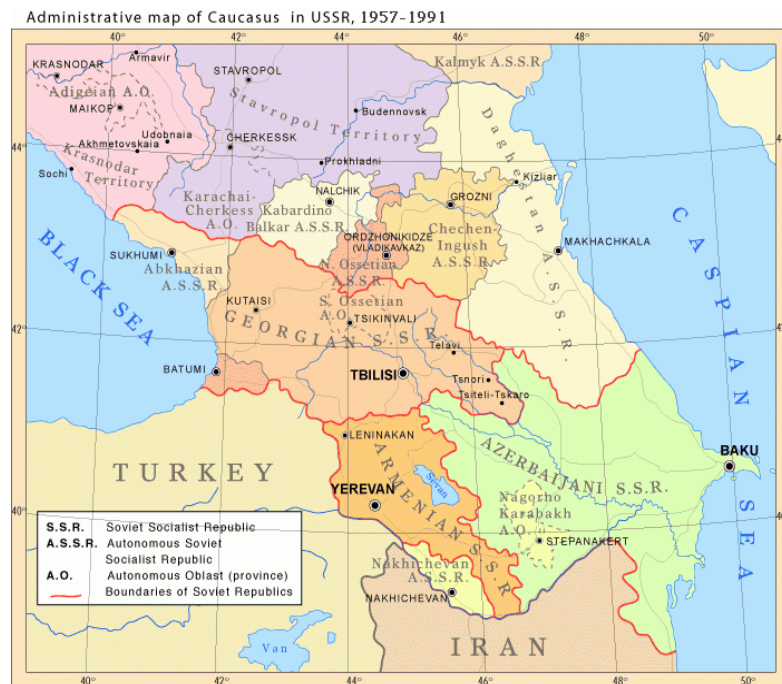 Administrative map of Caucasus in USSR, 1957-1991
40°
42°
44°
46°
48°
50°
KRASNODAR
Armavir
STAVROPOL
Kalmyk A.S.S.R.
Adigeian A.O.
MAIKOP
Stavropol Territory
Budennovsk
Daghestan A.S.S.R.
Udobnaia
Akhmetovskaia
CHERKESSK
44°
44°
Prokhladni
Kizliar
Krasnodar
Territory
Sochi
Karachai-
Cherkess
A.O.
NALCHIK
Kabardino
Balkar A.S.S.R.
GROZNI
Chechen-
Ingush
A.S.S.R.
ORDZHONIKIDZE
(VLADIKAVKAZ)
MAKHACHKALA
CASPIAN SEA
BLACK SEA
SUKHUMI
Abkhazian
A.S.S.R.
N. Ossetian
A.S.S.R.
S. Ossetian
A.O.
KUTAISI
TSIKINVALI
GEORGIAN S.S.R.
42°
42°
Telavi
BATUMI
TBILISI
Tsnori
Tsiteli-Tskaro
LENINAKAN
AZERBAIJANI S.S.R.
BAKU
TURKEY
ARMENIAN S.S.R
Sevan
YEREVAN
Nagorno
Karabakh
A.O.
40°
40°
STEPANAKERT
S.S.R. Soviet Socialist Republic
A.S.S.R. Autonomous Soviet
Socialist Republic
A.O. Autonomous Oblast (province)
Boundaries of Soviet Republics
Nakhichevan
A.S.S.R.
NAKHICHEVAN
Van
IRAN
40°
42°
44°
46°
48°
50°